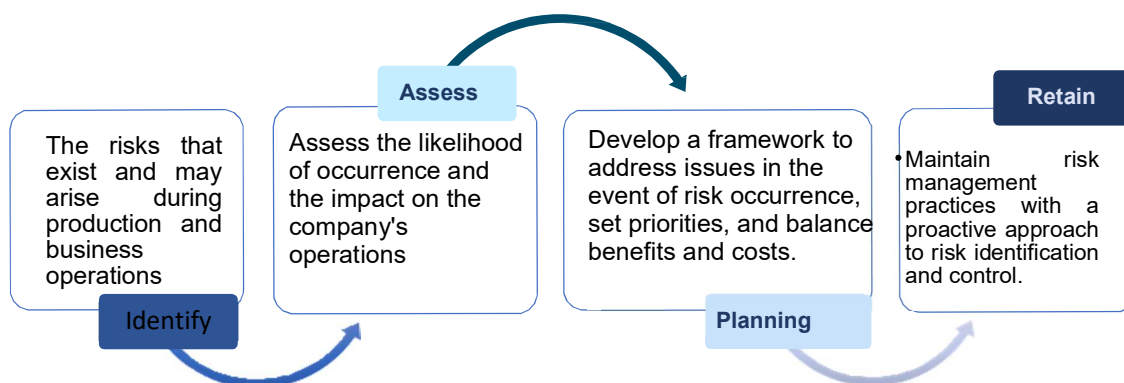 The risks that
exist and may
arise during
production and
business
operations
Identify
Assess
Assess the likelihood
of occurrence and
the impact on the
company's
operations
Develop a framework to
address issues in the
event of risk occurrence,
set priorities, and balance
benefits and costs.
Planning
Retain
•Maintain risk
management
practices with a
proactive approach
to risk identification
and control.